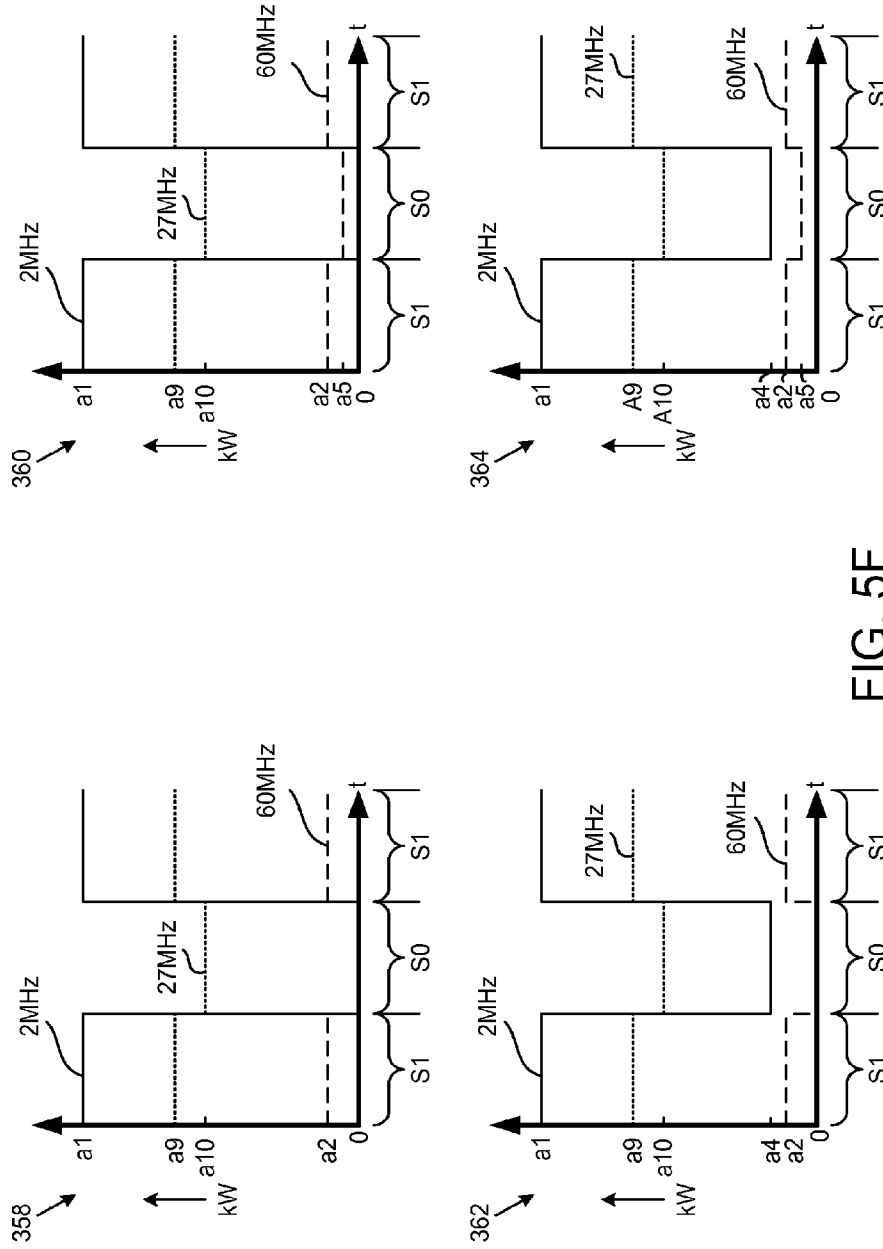 358
kW
a1
a9
a10
a2
0
2MHz
27MHz
60MHz
t
S1
S0
S1
360
kW
a1
a9
a10
a2
a5
0
2MHz
27MHz
60MHz
t
S1
S0
S1
362
kW
a1
a9
a10
a4
a2
0
2MHz
27MHz
60MHz
t
S1
S0
S1
364
kW
a1
A9
A10
a4
a2
a5
0
2MHz
27MHz
60MHz
t
S1
S0
S1
FIG.